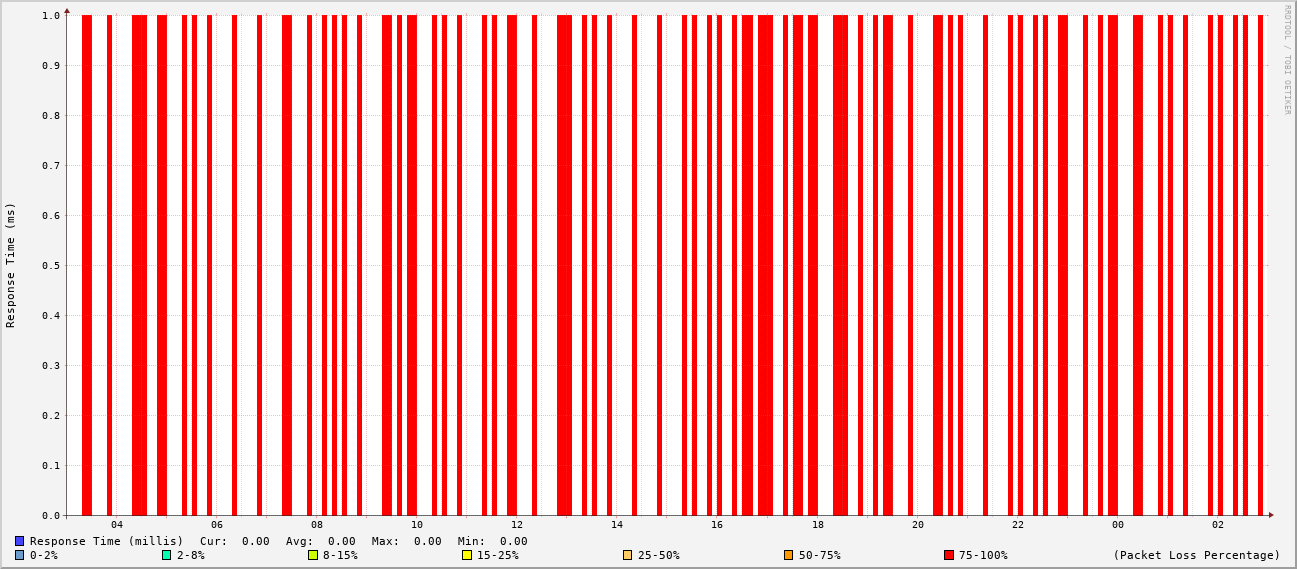 RRDTOOL / TOBI OETIKER
Response Time (ms)
1.0
0.9
0.8
0.7
0.6
0.5
0.4
0.3
0.2
0.1
0.0
04 06 08 10 12 14 16 18 20 22 00 02
Response Time (millis) Cur: 0.00 Avg: 0.00 Max: 0.00 Min: 0.00
0-2% 2-8% 8-15% 15-25% 25-50% 50-75% 75-100% (Packet Loss Percentage)